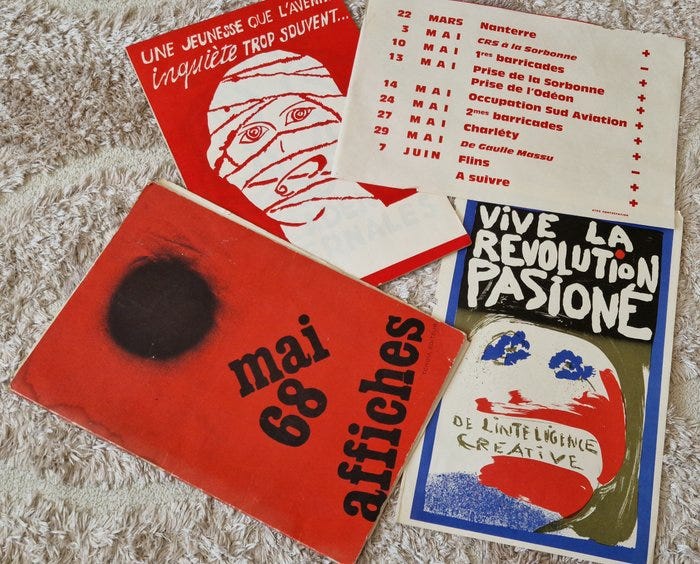 UNE JEUNESSE QUE L'AVENIR
inquiète TROP SOUVENT...
22 MARS Nanterre +
3 MAI CRS à la Sorbonne -
10 MAI 1res barricades +
13 MAI Prise de la Sorbonne +
14 MAI Prise de l'Odéon +
Occupation Sud Aviation +
24 MAI 2mes barricades +
27 MAI Charléty +
29 MAI De Gaulle Massu -
7 JUIN Flins +
A SUIVRE +
mai
68
affiches
VIVE LA
REVOLUTION
PASIONÉ
DE L'INTELIGENCE
CREATIVE